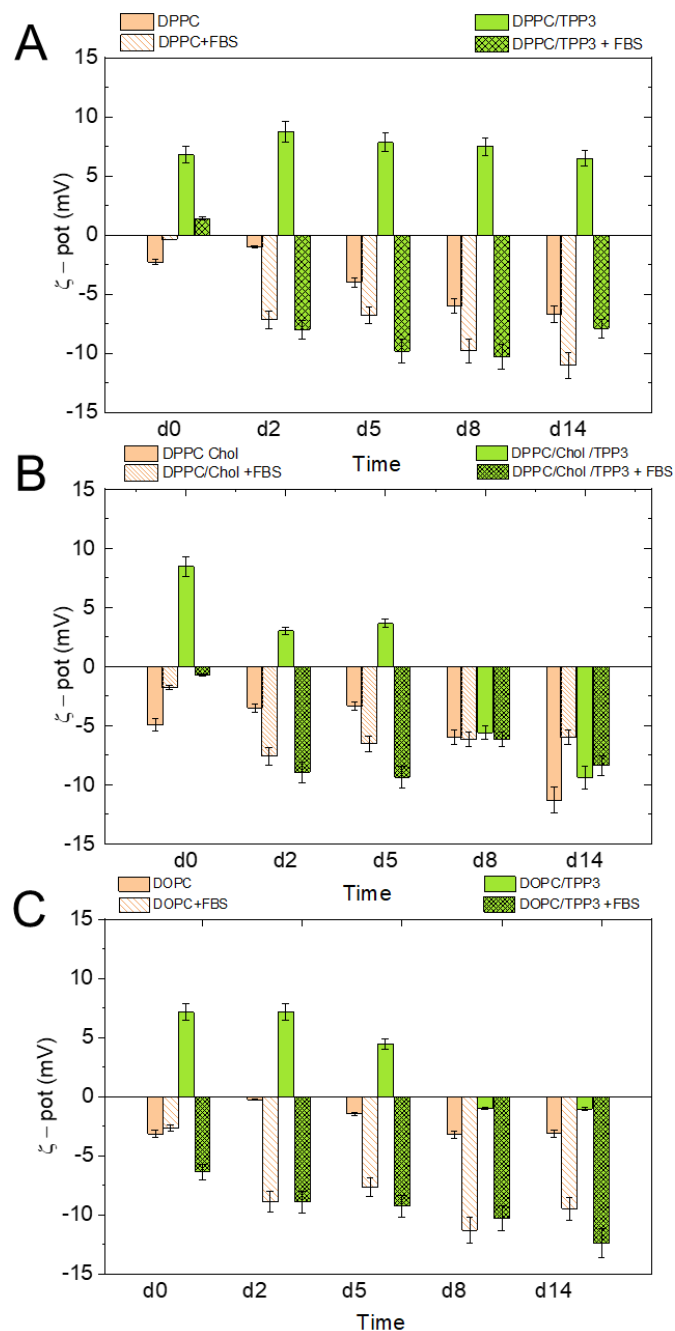 A
DPPC DPPC/TPP3
DPPC+FBS DPPC/TPP3 + FBS
15
10
5
0
-5
-10
-15
ζ – pot (mV)
d0 d2 d5 d8 d14
Time
B
DPPC Chol DPPC/Chol /TPP3
DPPC/Chol +FBS DPPC/Chol /TPP3 + FBS
15
10
5
0
-5
-10
-15
ζ – pot (mV)
d0 d2 d5 d8 d14
Time
C
DOPC DOPC/TPP3
DOPC+FBS DOPC/TPP3 +FBS
15
10
5
0
-5
-10
-15
ζ – pot (mV)
d0 d2 d5 d8 d14
Time